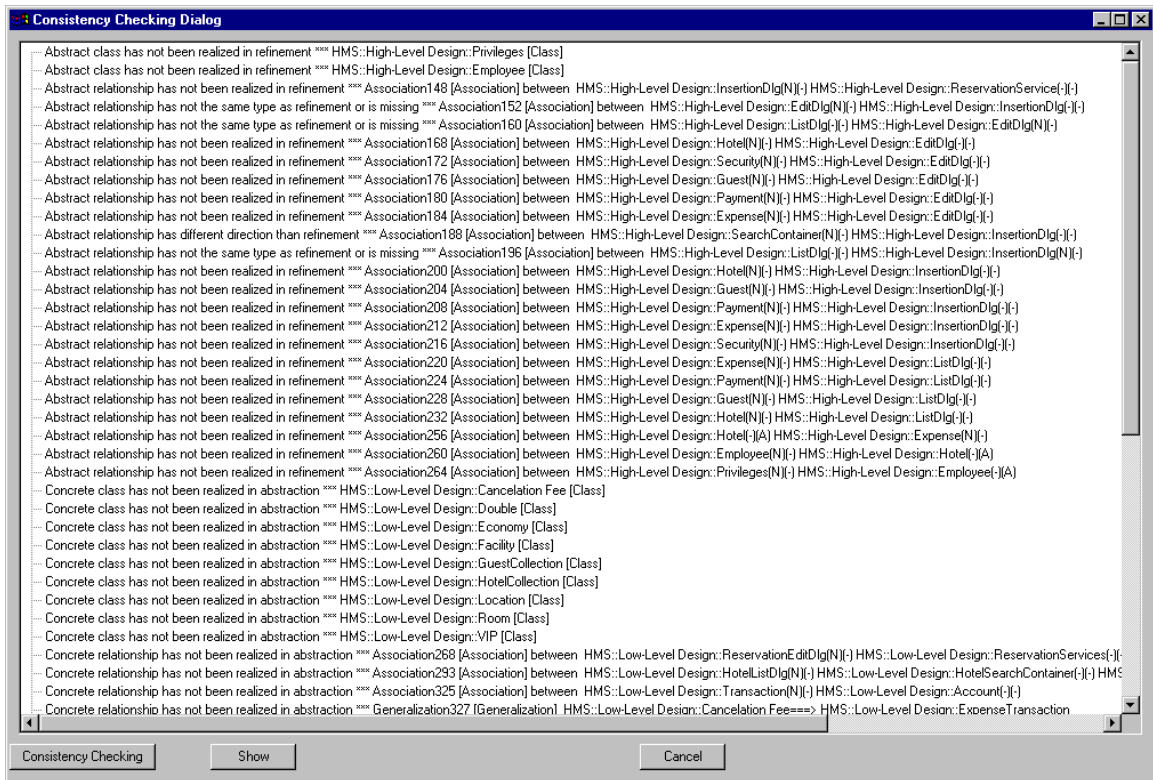 Consistency Checking Dialog
Abstract class has not been realized in refinement *** HMS::High-Level Design::Privileges [Class]
Abstract class has not been realized in refinement *** HMS::High-Level Design::Employee [Class]
Abstract relationship has not been realized in refinement *** Association148 [Association] between HMS::High-Level Design::InsertionDlg(N)(-) HMS::High-Level Design::ReservationService(-)(-)
Abstract relationship has not the same type as refinement or is missing *** Association152 [Association] between HMS::High-Level Design::EditDlg(N)(-) HMS::High-Level Design::InsertionDlg(-)(-)
Abstract relationship has not the same type as refinement or is missing *** Association160 [Association] between HMS::High-Level Design::ListDlg(-)(-) HMS::High-Level Design::EditDlg(N)(-)
Abstract relationship has not been realized in refinement *** Association168 [Association] between HMS::High-Level Design::Hotel(N)(-) HMS::High-Level Design::EditDlg(-)(-)
Abstract relationship has not been realized in refinement *** Association172 [Association] between HMS::High-Level Design::Security(N)(-) HMS::High-Level Design::EditDlg(-)(-)
Abstract relationship has not been realized in refinement *** Association176 [Association] between HMS::High-Level Design::Guest(N)(-) HMS::High-Level Design::EditDlg(-)(-)
Abstract relationship has not been realized in refinement *** Association180 [Association] between HMS::High-Level Design::Payment(N)(-) HMS::High-Level Design::EditDlg(-)(-)
Abstract relationship has not been realized in refinement *** Association184 [Association] between HMS::High-Level Design::Expense(N)(-) HMS::High-Level Design::EditDlg(-)(-)
Abstract relationship has different direction than refinement *** Association188 [Association] between HMS::High-Level Design::SearchContainer(N)(-) HMS::High-Level Design::InsertionDlg(-)(-)
Abstract relationship has not the same type as refinement or is missing *** Association196 [Association] between HMS::High-Level Design::ListDlg(-)(-) HMS::High-Level Design::InsertionDlg(N)(-)
Abstract relationship has not been realized in refinement *** Association200 [Association] between HMS::High-Level Design::Hotel(N)(-) HMS::High-Level Design::InsertionDlg(-)(-)
Abstract relationship has not been realized in refinement *** Association204 [Association] between HMS::High-Level Design::Guest(N)(-) HMS::High-Level Design::InsertionDlg(-)(-)
Abstract relationship has not been realized in refinement *** Association208 [Association] between HMS::High-Level Design::Payment(N)(-) HMS::High-Level Design::InsertionDlg(-)(-)
Abstract relationship has not been realized in refinement *** Association212 [Association] between HMS::High-Level Design::Expense(N)(-) HMS::High-Level Design::InsertionDlg(-)(-)
Abstract relationship has not been realized in refinement *** Association216 [Association] between HMS::High-Level Design::Security(N)(-) HMS::High-Level Design::InsertionDlg(-)(-)
Abstract relationship has not been realized in refinement *** Association220 [Association] between HMS::High-Level Design::Expense(N)(-) HMS::High-Level Design::ListDlg(-)(-)
Abstract relationship has not been realized in refinement *** Association224 [Association] between HMS::High-Level Design::Payment(N)(-) HMS::High-Level Design::ListDlg(-)(-)
Abstract relationship has not been realized in refinement *** Association228 [Association] between HMS::High-Level Design::Guest(N)(-) HMS::High-Level Design::ListDlg(-)(-)
Abstract relationship has not been realized in refinement *** Association232 [Association] between HMS::High-Level Design::Hotel(N)(-) HMS::High-Level Design::ListDlg(-)(-)
Abstract relationship has not been realized in refinement *** Association256 [Association] between HMS::High-Level Design::Hotel(-)(A) HMS::High-Level Design::Expense(N)(-)
Abstract relationship has not been realized in refinement *** Association260 [Association] between HMS::High-Level Design::Employee(N)(-) HMS::High-Level Design::Hotel(-)(A)
Abstract relationship has not been realized in refinement *** Association264 [Association] between HMS::High-Level Design::Privileges(N)(-) HMS::High-Level Design::Employee(-)(A)
Concrete class has not been realized in abstraction *** HMS::Low-Level Design::Cancelation Fee [Class]
Concrete class has not been realized in abstraction *** HMS::Low-Level Design::Double [Class]
Concrete class has not been realized in abstraction *** HMS::Low-Level Design::Economy [Class]
Concrete class has not been realized in abstraction *** HMS::Low-Level Design::Facility [Class]
Concrete class has not been realized in abstraction *** HMS::Low-Level Design::GuestCollection [Class]
Concrete class has not been realized in abstraction *** HMS::Low-Level Design::HotelCollection [Class]
Concrete class has not been realized in abstraction *** HMS::Low-Level Design::Location [Class]
Concrete class has not been realized in abstraction *** HMS::Low-Level Design::Room [Class]
Concrete class has not been realized in abstraction *** HMS::Low-Level Design::VIP [Class]
Concrete relationship has not been realized in abstraction *** Association268 [Association] between HMS::Low-Level Design::ReservationEditDlg(N)(-) HMS::Low-Level Design::ReservationServices(-)(-
Concrete relationship has not been realized in abstraction *** Association293 [Association] between HMS::Low-Level Design::HotelListDlg(N)(-) HMS::Low-Level Design::HotelSearchContainer(-)(-) HMS
Concrete relationship has not been realized in abstraction *** Association325 [Association] between HMS::Low-Level Design::Transaction(N)(-) HMS::Low-Level Design::Account(-)(-)
Concrete relationship has not been realized in abstraction *** Generalization327 [Generalization] HMS::Low-Level Design::Cancelation Fee===> HMS::Low-Level Design::ExpenseTransaction
Consistency Checking
Show
Cancel